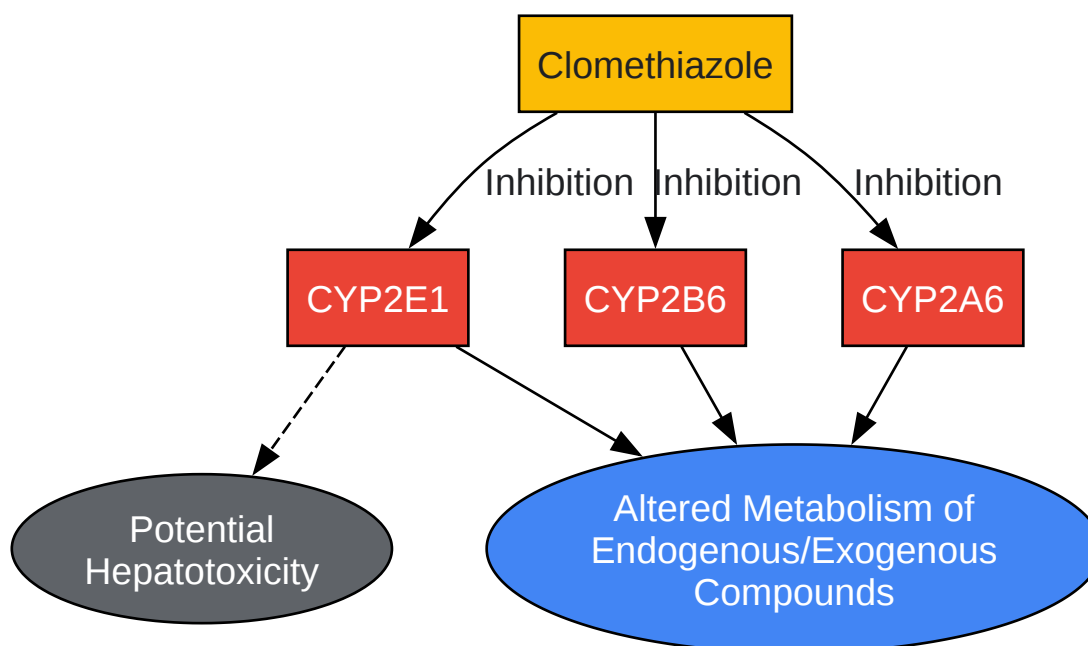 Clomethiazole
Inhibition
Inhibition
Inhibition
CYP2E1
CYP2B6
CYP2A6
Potential
Hepatotoxicity
Altered Metabolism of
Endogenous/Exogenous
Compounds